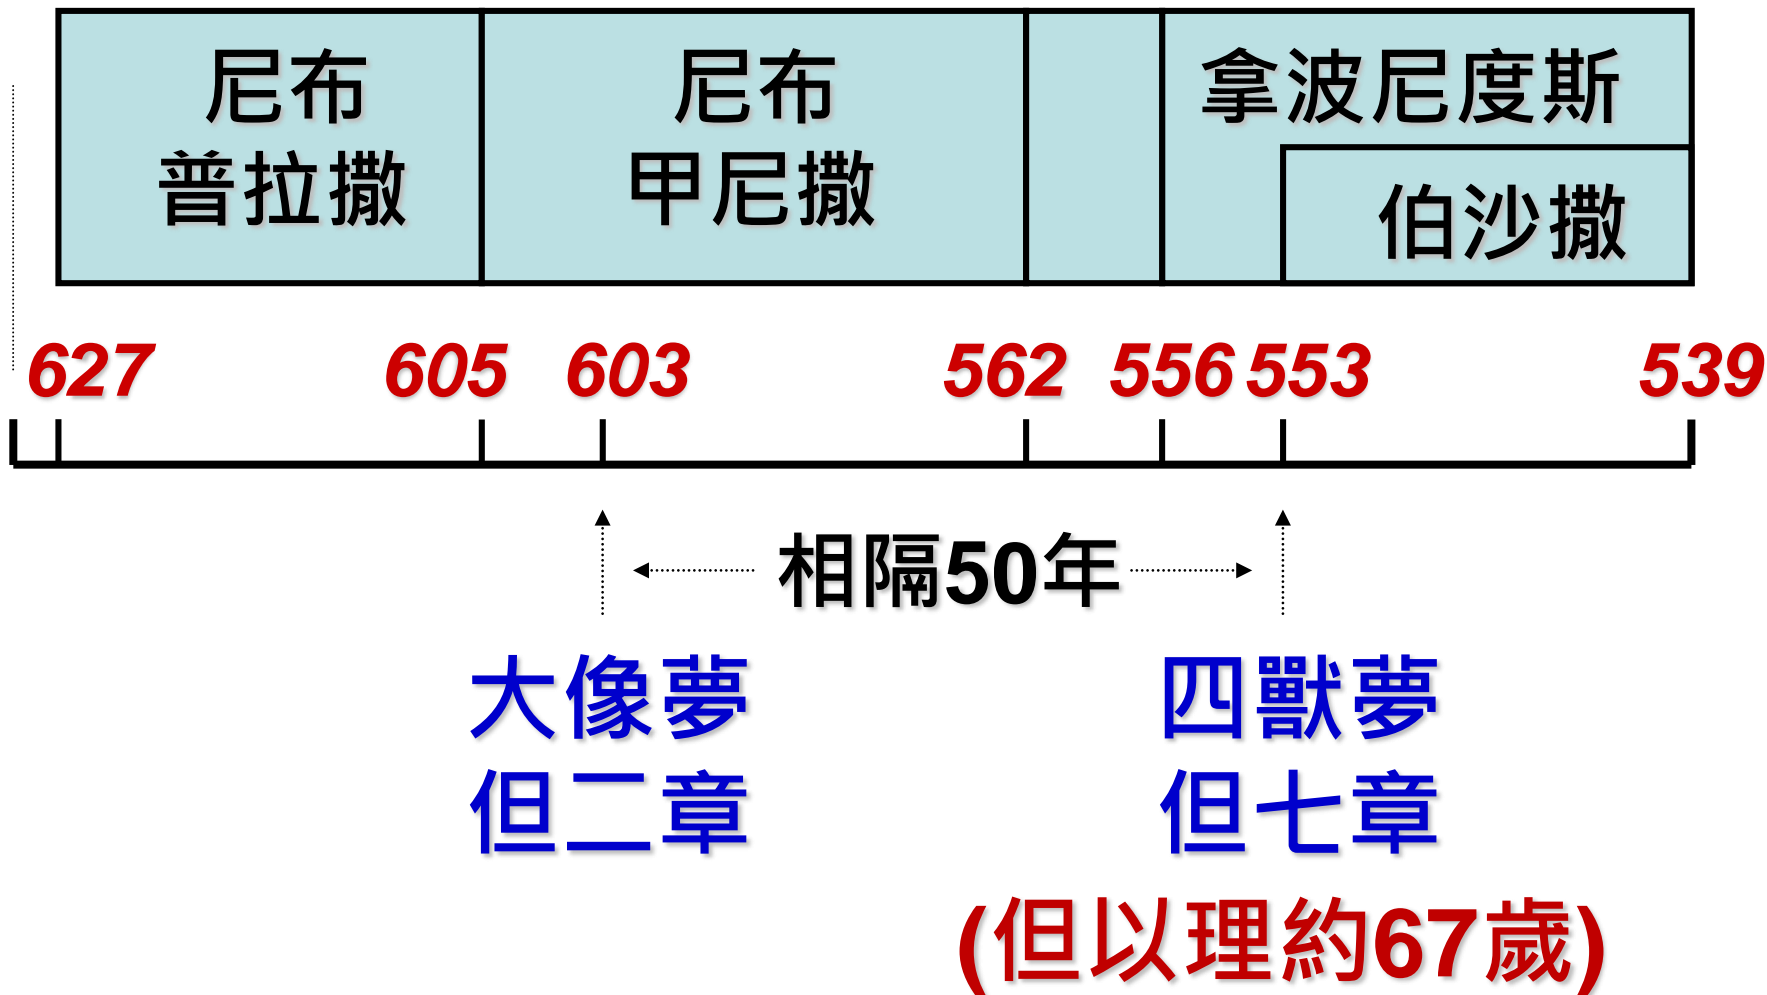 尼布
普拉撒
尼布
甲尼撒
拿波尼度斯
伯沙撒
627 605 603 562 556 553 539
相隔50年
大像夢
但二章
四獸夢
但七章
(但以理約67歲)